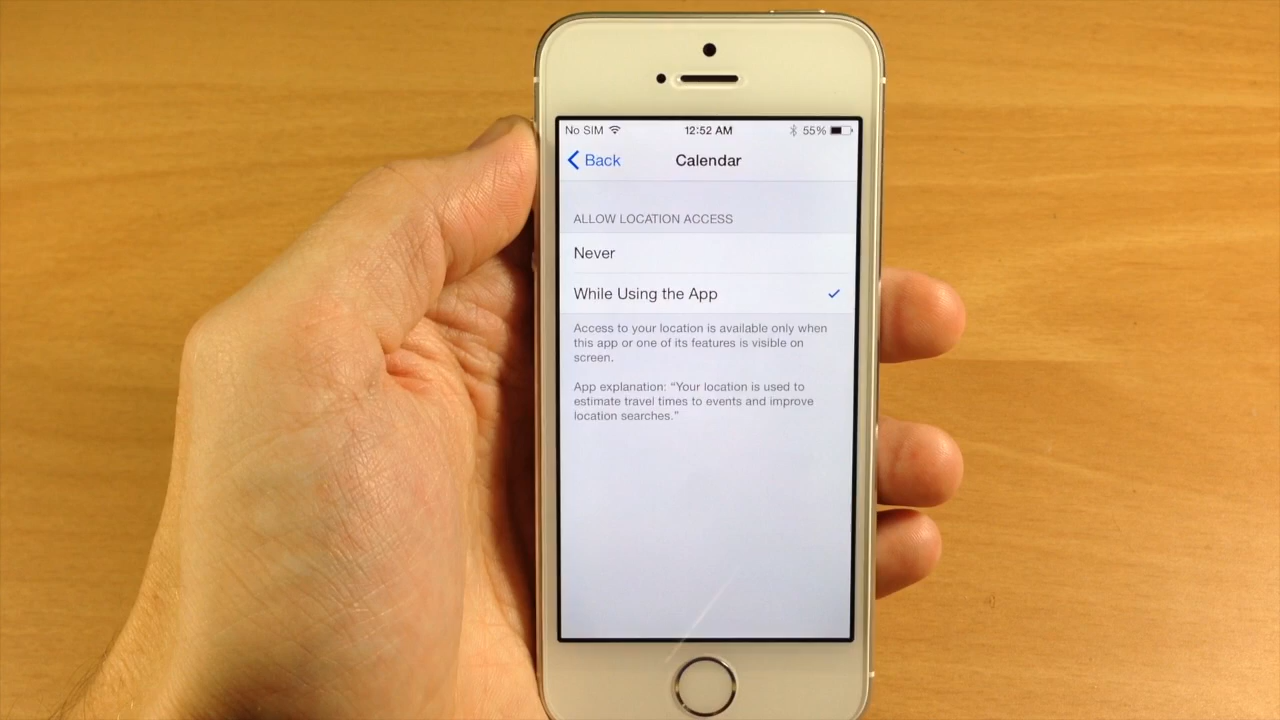 No SIM 12:52 AM 55%
Back Calendar
ALLOW LOCATION ACCESS
Never
While Using the App
Access to your location is available only when
this app or one of its features is visible on
screen.
App explanation: “Your location is used to
estimate travel times to events and improve
location searches.”